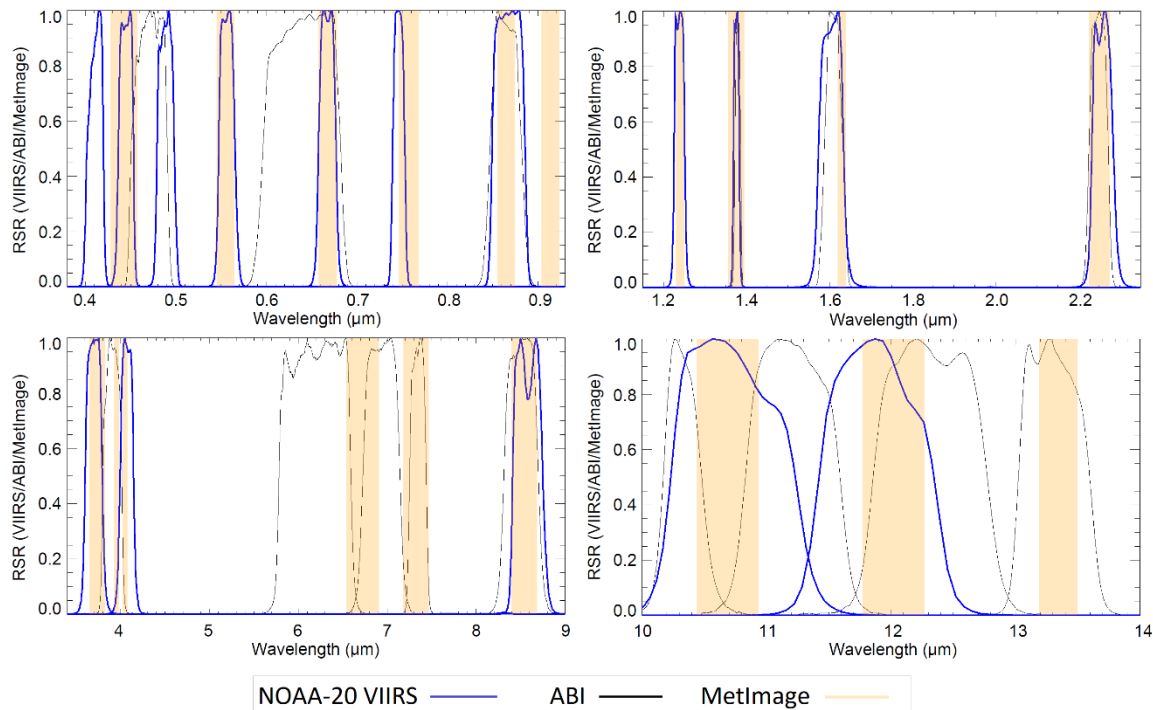 1.0
0.8
0.6
0.4
0.2
0.0
RSR (VIIRS/ABI/MetImage)
0.4 0.5 0.6 0.7 0.8 0.9
Wavelength (µm)
1.0
0.8
0.6
0.4
0.2
0.0
RSR (VIIRS/ABI/MetImage)
1.2 1.4 1.6 1.8 2.0 2.2
Wavelength (µm)
1.0
0.8
0.6
0.4
0.2
0.0
RSR (VIIRS/ABI/MetImage)
4 5 6 7 8 9
Wavelength (µm)
1.0
0.8
0.6
0.4
0.2
0.0
RSR (VIIRS/ABI/MetImage)
10 11 12 13 14
Wavelength (µm)
NOAA-20 VIIRS ABI MetImage